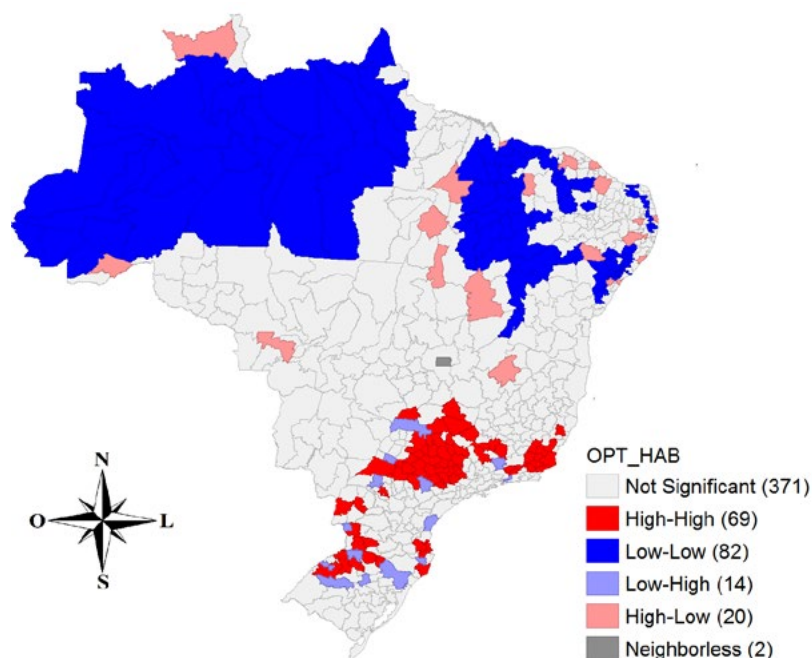 N
O
L
S
OPT_HAB
Not Significant (371)
High-High (69)
Low-Low (82)
Low-High (14)
High-Low (20)
Neighborless (2)